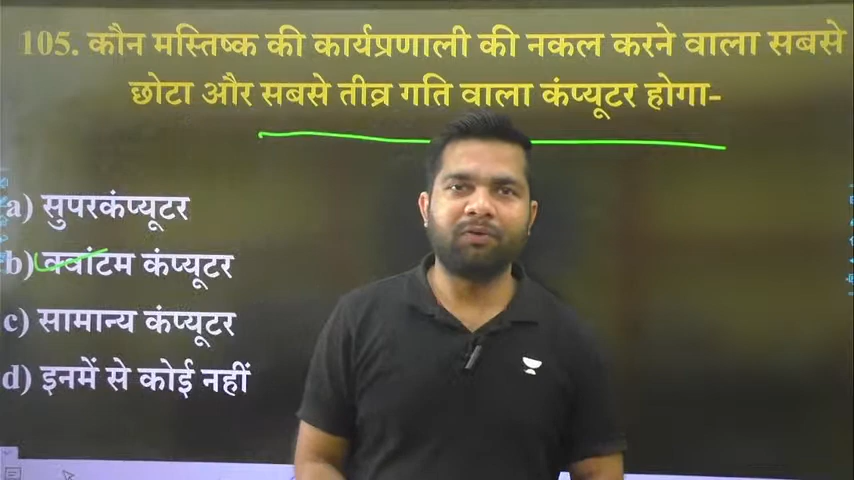 105. कौन मस्तिष्क की कार्यप्रणाली की नकल करने वाला सबसे
छोटा और सबसे तीव्र गति वाला कंप्यूटर होगा-
a) सुपरकंप्यूटर
b) क्वांटम कंप्यूटर
c) सामान्य कंप्यूटर
d) इनमें से कोई नहीं